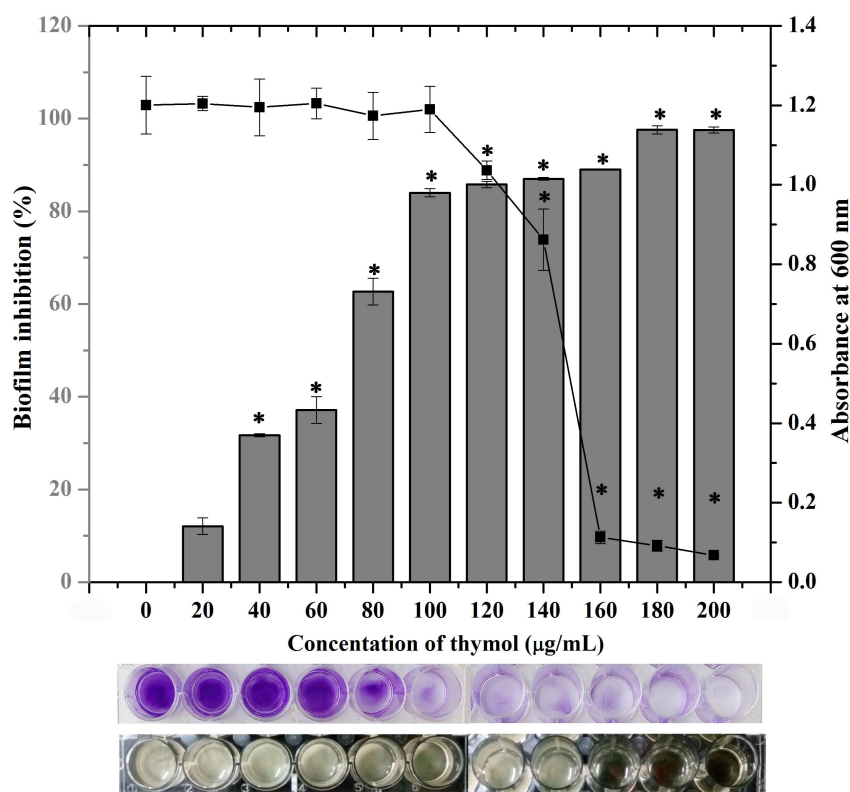 120
100
80
60
40
20
0
Biofilm inhibition (%)
1.4
1.2
1.0
0.8
0.6
0.4
0.2
0.0
Absorbance at 600 nm
* * * * * * * * *
* * * * *
0 20 40 60 80 100 120 140 160 180 200
Concentation of thymol (μg/mL)